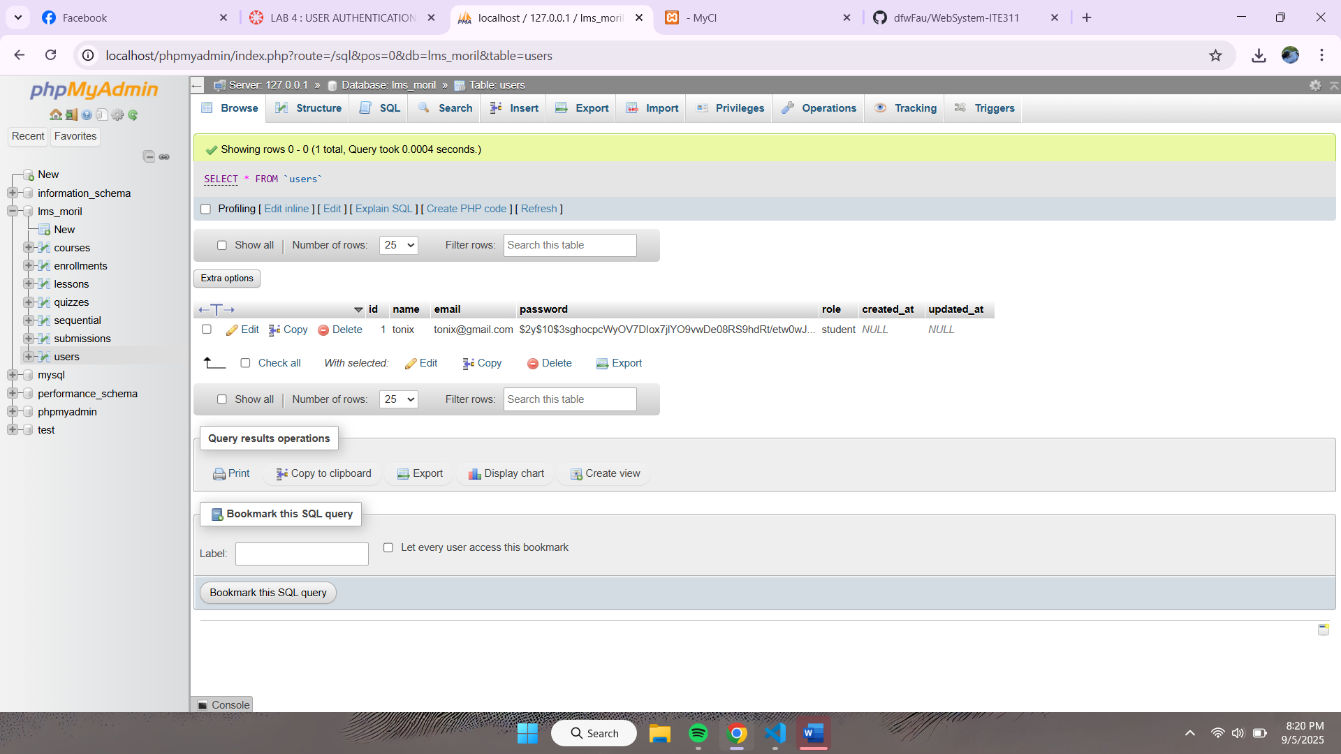 Facebook
LAB 4 : USER AUTHENTICATION
localhost / 127.0.0.1 / lms_moril
- MyCI
dfwFau/WebSystem-ITE311
localhost/phpmyadmin/index.php?route=/sql&pos=0&db=lms_moril&table=users
phpMyAdmin
Recent
Favorites
New
information_schema
lms_moril
New
courses
enrollments
lessons
quizzes
sequential
submissions
users
mysql
performance_schema
phpmyadmin
test
Server: 127.0.0.1 » Database: lms_moril » Table: users
Browse Structure SQL Search Insert Export Import Privileges Operations Tracking Triggers
Showing rows 0 - 0 (1 total, Query took 0.0004 seconds.)
SELECT * FROM `users`
Profiling [ Edit inline ] [ Edit ] [ Explain SQL ] [ Create PHP code ] [ Refresh ]
Show all | Number of rows: 25 Filter rows: Search this table
Extra options
id name email password role created_at updated_at
Edit Copy Delete 1 tonix tonix@gmail.com $2y$10$3sghocpcWyOV7DIox7jlYO9vwDe08RS9hdRt/etw0wJ... student NULL NULL
Check all With selected: Edit Copy Delete Export
Show all | Number of rows: 25 Filter rows: Search this table
Query results operations
Print Copy to clipboard Export Display chart Create view
Bookmark this SQL query
Label: Let every user access this bookmark
Bookmark this SQL query
Console
Search
8:20 PM
9/5/2025